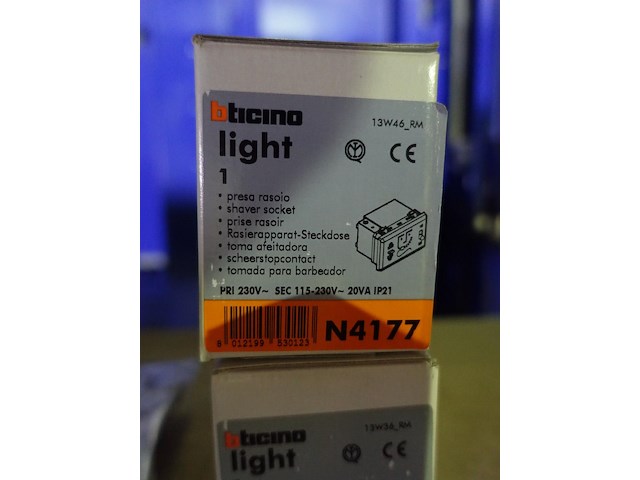 bticino
13W46_RM
light
CE
1
• presa rasoio
• shaver socket
• prise rasoir
• Rasierapparat-Steckdose
• toma afeitadora
• scheerstopcontact
• tomada para barbeador
PRI 230V~ SEC 115-230V~ 20VA IP21
8 012199 530123
N4177
bticino
13W36_RM
light
CE